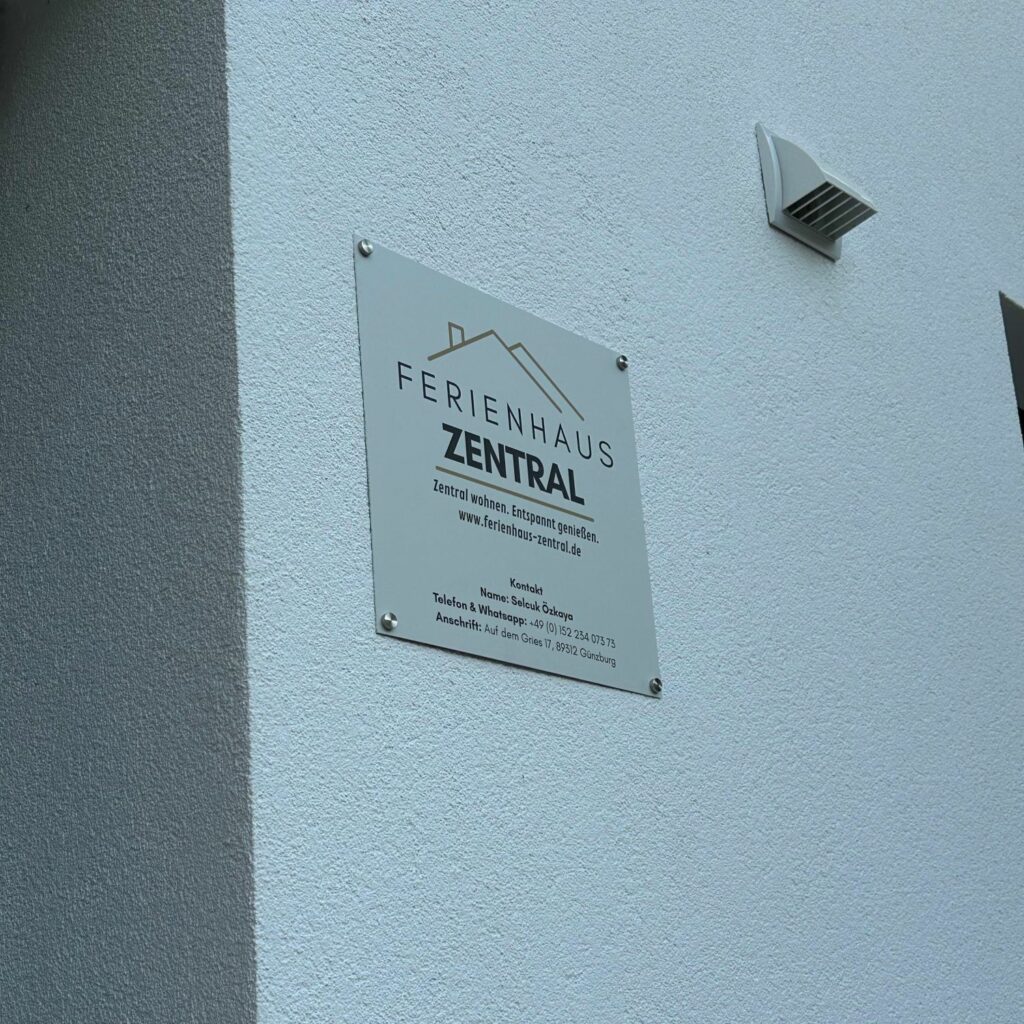 FERIENHAUS
ZENTRAL
Zentral wohnen. Entspannt genießen.
www.ferienhaus-zentral.de
Kontakt
Name: Selcuk Özkaya
Telefon & Whatsapp: +49 (0) 152 234 073 73
Anschrift: Auf dem Gries 17, 89312 Günzburg